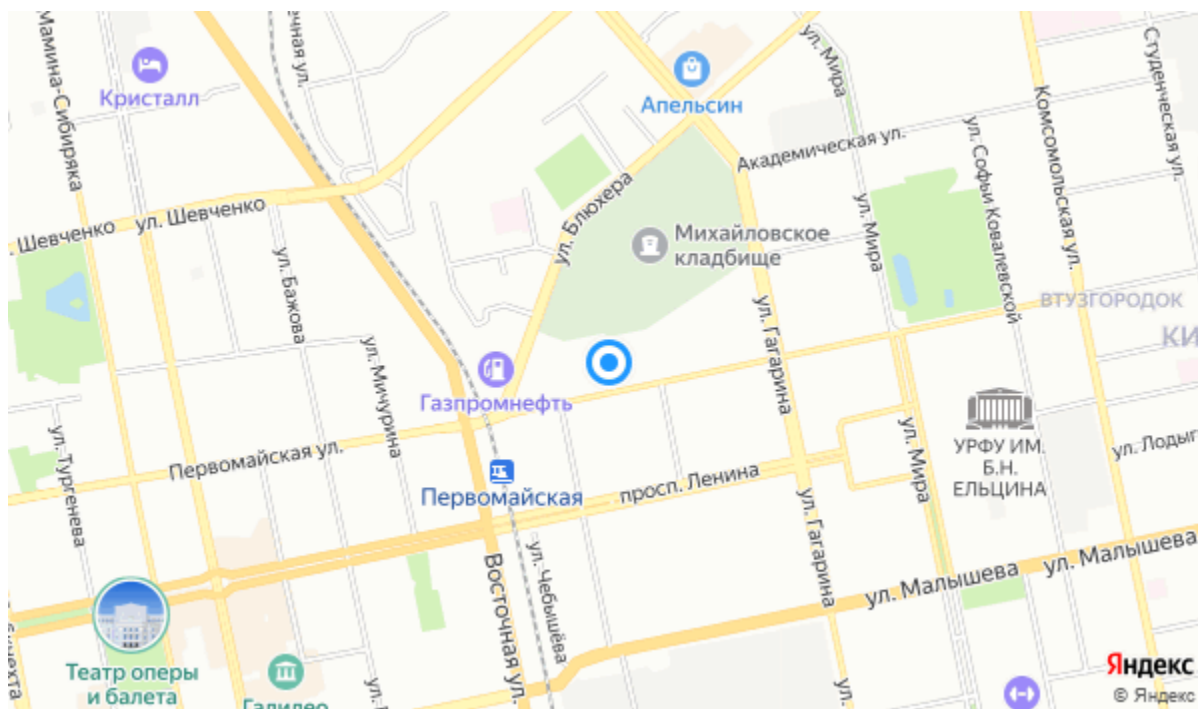 Мамина-Сибиряка
Кристалл
ул. Мира
Апельсин
Студенческая ул.
Комсомольская ул.
Академическая ул.
ул. Софьи Ковалевской
ул. Шевченко
Шевченко
ул. Блюхера
Михайловское
кладбище
ул. Мира
ул. Бажова
ВТУЗГОРОДОК
ул. Гагарина
ул. Мичурина
Газпромнефть
Первомайская ул.
ул. Тургенева
Первомайская
просп. Ленина
ул. Мира
УРФУ ИМ.
Б.Н.
ЕЛЬЦИНА
ул. Гагарина
Восточная ул.
ул. Чебышёва
ул. Малышева
ул. Малышева
Театр оперы
и балета
Галилео
ул.
ул.
Яндекс
© Яндекс